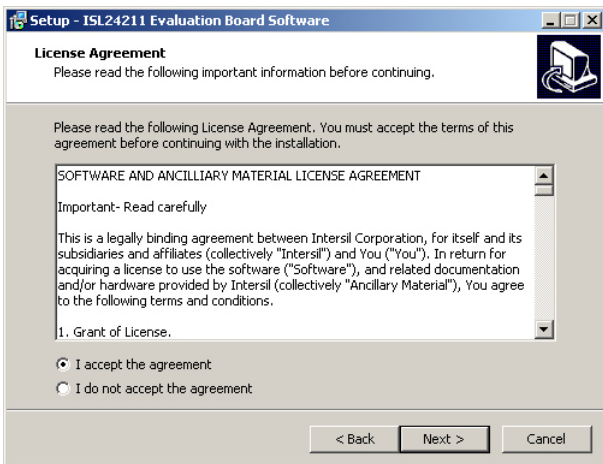 Setup - ISL24211 Evaluation Board Software
License Agreement
Please read the following important information before continuing.
Please read the following License Agreement. You must accept the terms of this
agreement before continuing with the installation.
SOFTWARE AND ANCILLIARY MATERIAL LICENSE AGREEMENT
Important- Read carefully
This is a legally binding agreement between Intersil Corporation, for itself and its
subsidiaries and affiliates (collectively "Intersil") and You ("You"). In return for
acquiring a license to use the software ("Software"), and related documentation
and/or hardware provided by Intersil (collectively "Ancillary Material"), You agree
to the following terms and conditions.
1. Grant of License.
I accept the agreement
I do not accept the agreement
< Back
Next >
Cancel